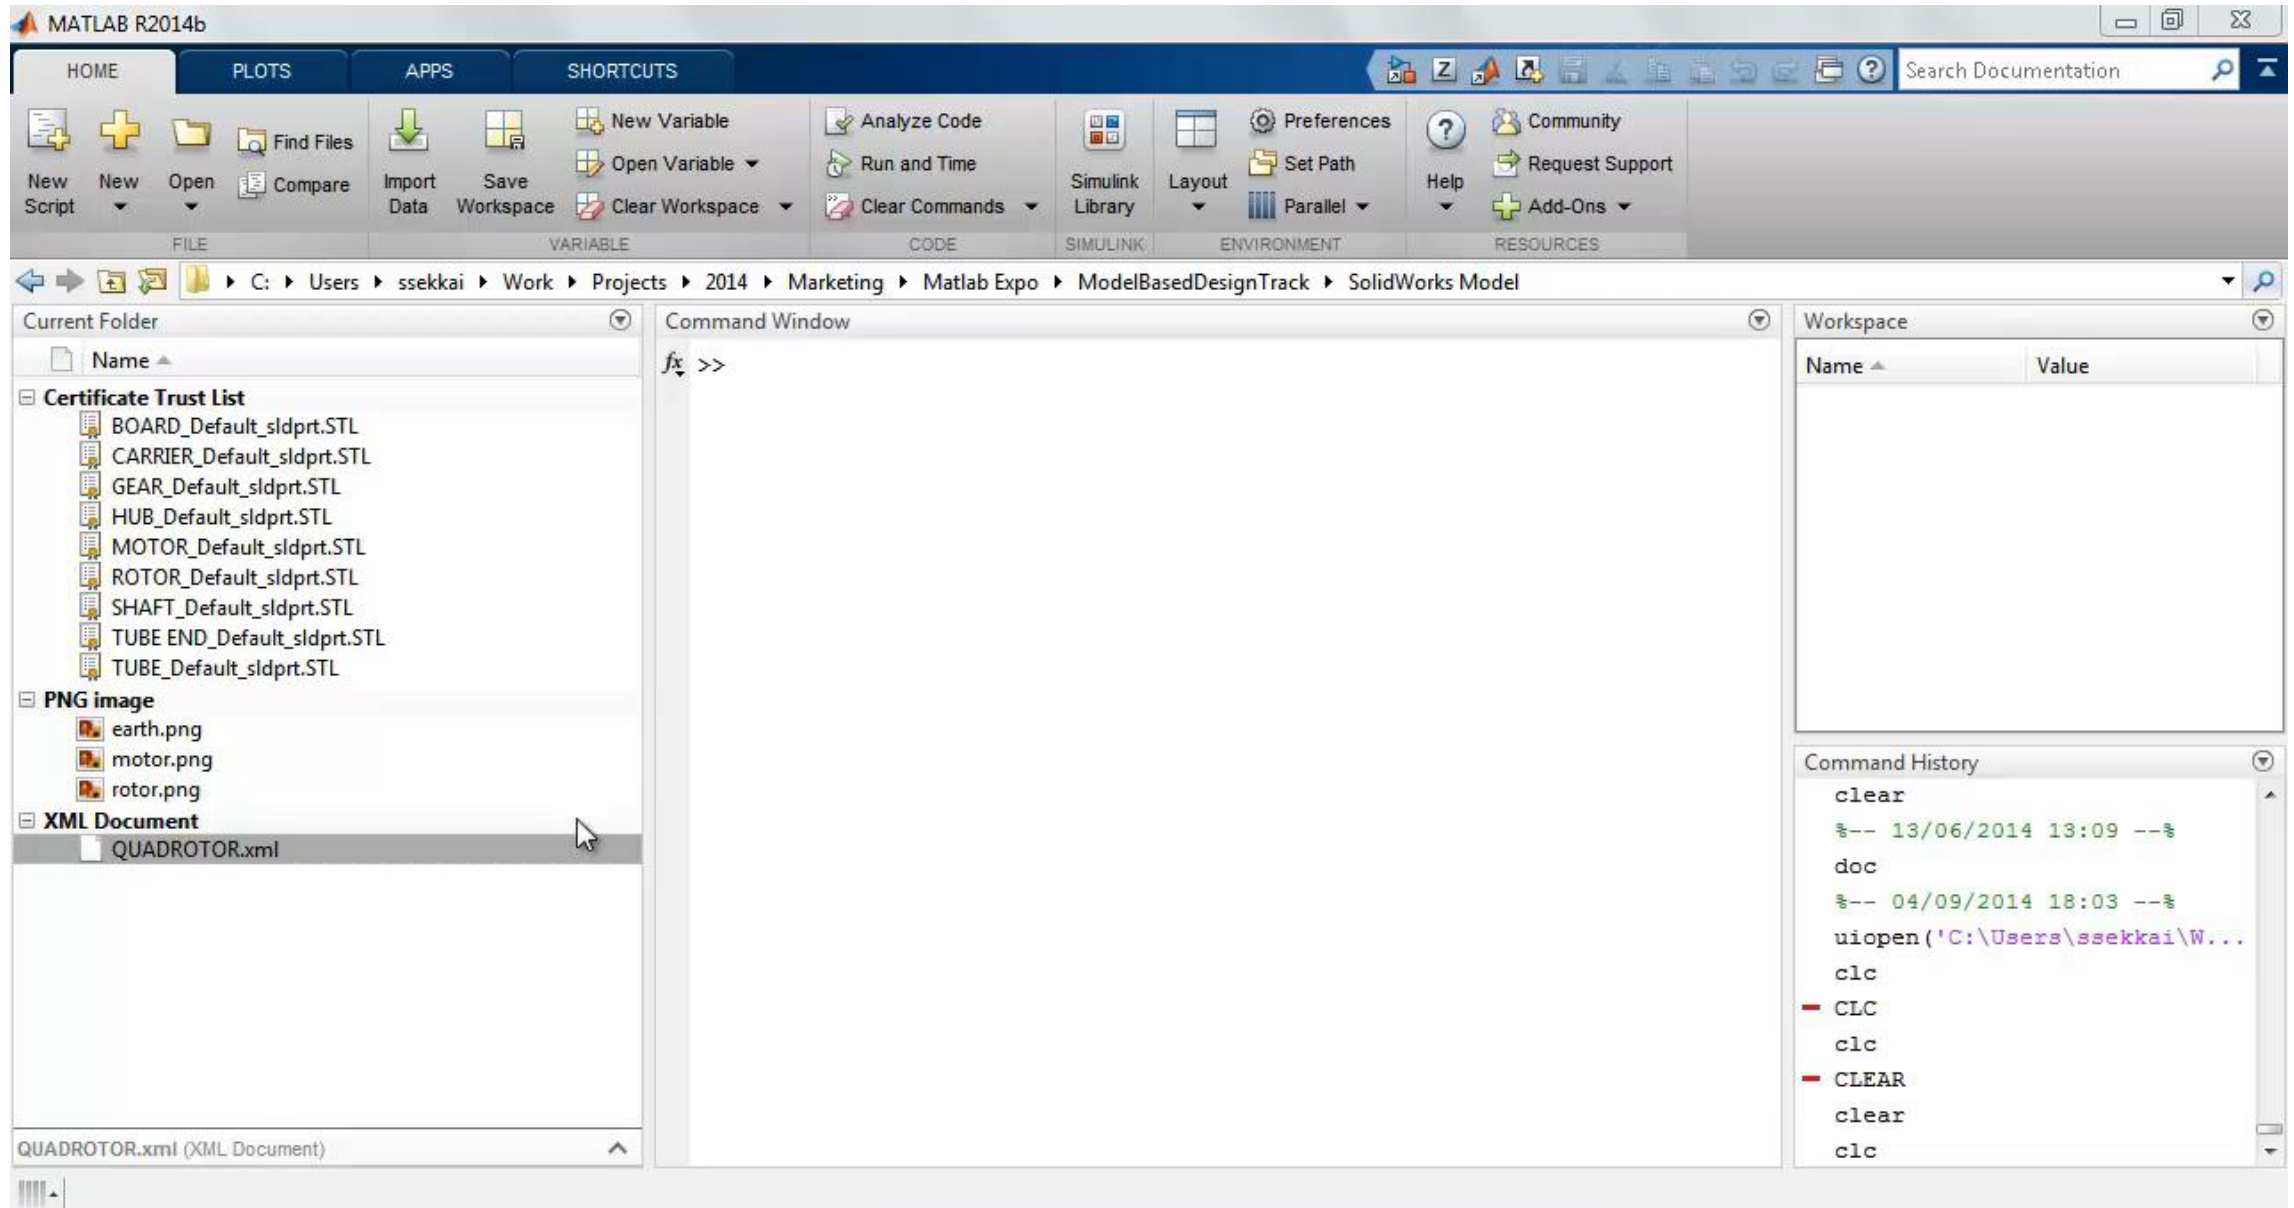 MATLAB R2014b
HOME PLOTS APPS SHORTCUTS
Search Documentation
New Script
New
Open
Find Files
Compare
Import Data
Save Workspace
New Variable
Open Variable
Clear Workspace
Analyze Code
Run and Time
Clear Commands
Simulink Library
Layout
Preferences
Set Path
Parallel
Help
Community
Request Support
Add-Ons
FILE VARIABLE CODE SIMULINK ENVIRONMENT RESOURCES
C: Users ssekkai Work Projects 2014 Marketing Matlab Expo ModelBasedDesignTrack SolidWorks Model
Current Folder
Name
Certificate Trust List
BOARD_Default_sldprt.STL
CARRIER_Default_sldprt.STL
GEAR_Default_sldprt.STL
HUB_Default_sldprt.STL
MOTOR_Default_sldprt.STL
ROTOR_Default_sldprt.STL
SHAFT_Default_sldprt.STL
TUBE END_Default_sldprt.STL
TUBE_Default_sldprt.STL
PNG image
earth.png
motor.png
rotor.png
XML Document
QUADROTOR.xml
QUADROTOR.xml (XML Document)
Command Window
fx >>
Workspace
Name Value
Command History
clear
%-- 13/06/2014 13:09 --%
doc
%-- 04/09/2014 18:03 --%
uiopen('C:\Users\ssekkai\W...
clc
CLC
clc
CLEAR
clear
clc